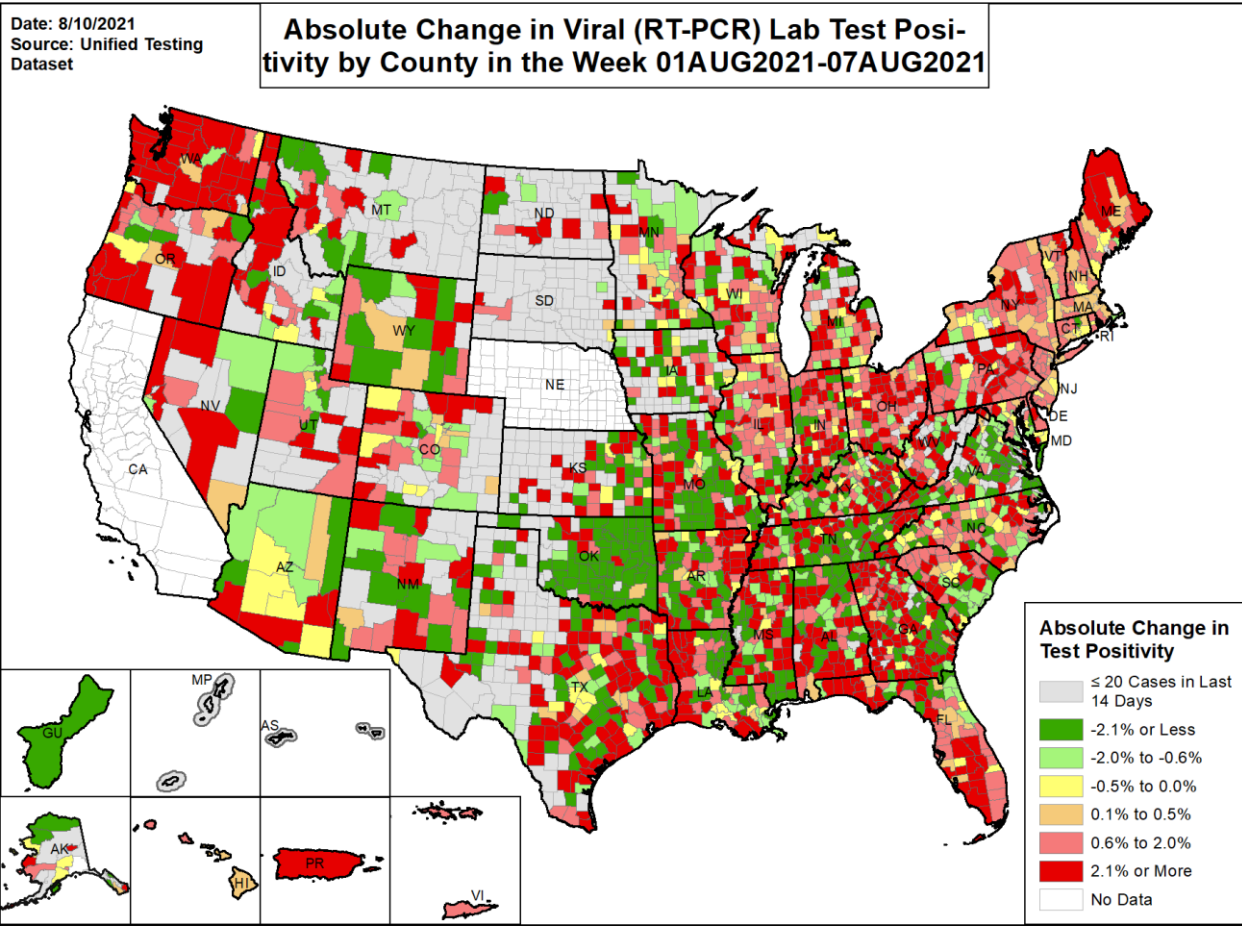 Date: 8/10/2021
Source: Unified Testing
Dataset
Absolute Change in Viral (RT-PCR) Lab Test Posi-
tivity by County in the Week 01AUG2021-07AUG2021
WA
MT
ND
MN
ME
OR
ID
SD
WI
VT
NH
NY
MA
WY
MI
CT
RI
NE
IA
PA
NJ
NV
UT
CO
IL
IN
OH
DE
MD
CA
KS
MO
WV
VA
KY
AZ
NM
OK
AR
TN
NC
SC
MS
AL
GA
TX
LA
FL
GU
MP
AS
AK
HI
PR
VI
Absolute Change in
Test Positivity
≤ 20 Cases in Last
14 Days
-2.1% or Less
-2.0% to -0.6%
-0.5% to 0.0%
0.1% to 0.5%
0.6% to 2.0%
2.1% or More
No Data